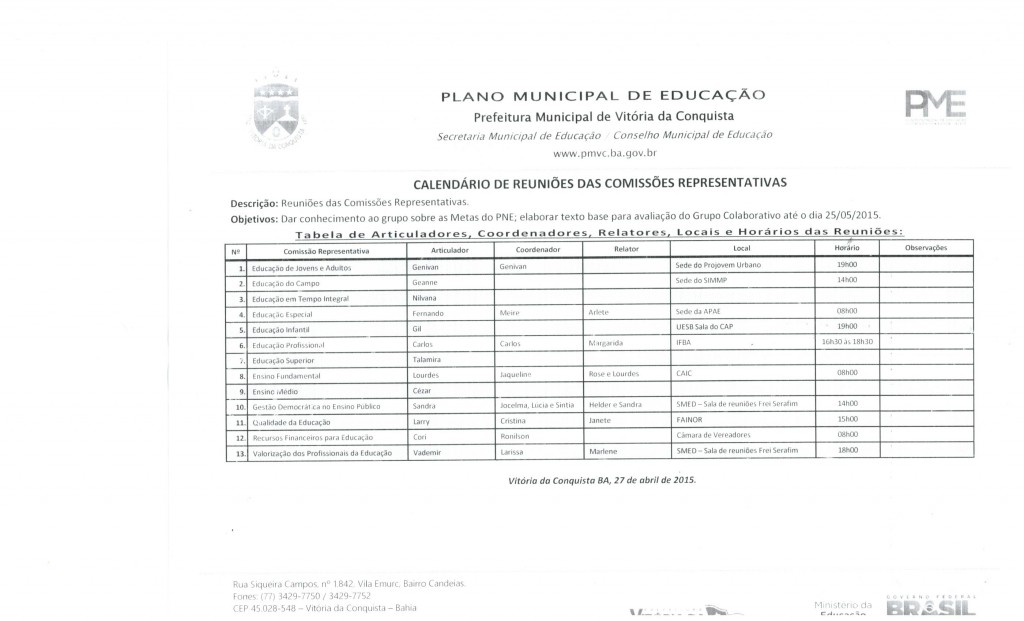 PLANO MUNICIPAL DE EDUCAÇÃO
PME
Prefeitura Municipal de Vitória da Conquista
Secretaria Municipal de Educação / Conselho Municipal de Educação
www.pmvc.ba.gov.br
CALENDÁRIO DE REUNIÕES DAS COMISSÕES REPRESENTATIVAS
Descrição: Reuniões das Comissões Representativas.
Objetivos: Dar conhecimento ao grupo sobre as Metas do PNE; elaborar texto base para avaliação do Grupo Colaborativo até o dia 25/05/2015.
Tabela de Articuladores, Coordenadores, Relatores, Locais e Horários das Reuniões:
Nº Comissão Representativa Articulador Coordenador Relator Local Horário Observações
1. Educação de Jovens e Adultos Genivan Genivan Sede do Projovem Urbano 19h00
2. Educação do Campo Geanne Sede do SIMMP 14h00
3. Educação em Tempo Integral Nilvana
4. Educação Especial Fernando Meire Arlete Sede da APAE 08h00
5. Educação Infantil Gil UESB Sala do CAP 19h00
6. Educação Profissional Carlos Carlos Margarida IFBA 16h30 às 18h30
7. Educação Superior Talamira
8. Ensino Fundamental Lourdes Jaqueline Rose e Lourdes CAIC 08h00
9. Ensino Médio Cézar
10. Gestão Democrática no Ensino Público Sandra Jocelma, Lucia e Sintia Helder e Sandra SMED – Sala de reuniões Frei Serafim 14h00
11. Qualidade da Educação Larry Cristina Janete FAINOR 15h00
12. Recursos Financeiros para Educação Cori Ronilson Câmara de Vereadores 08h00
13. Valorização dos Profissionais da Educação Vademir Larissa Marlene SMED – Sala de reuniões Frei Serafim 18h00
Vitória da Conquista BA, 27 de abril de 2015.
Rua Siqueira Campos, nº 1.842, Vila Emurc, Bairro Candeias.
Fones: (77) 3429-7750 / 3429-7752
CEP 45.028-548 – Vitória da Conquista – Bahia
Ministério da
Educação
GOVERNO FEDERAL
BRASIL